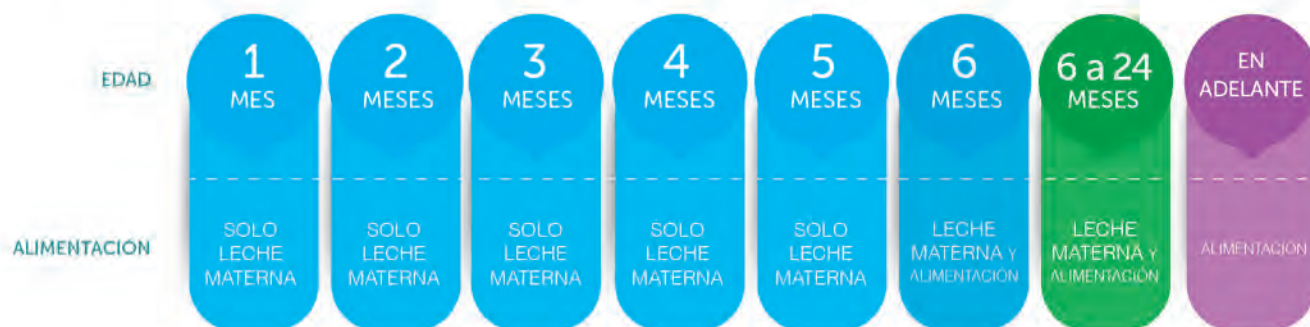 EDAD
1
MES
2
MESES
3
MESES
4
MESES
5
MESES
6
MESES
6 a 24
MESES
EN
ADELANTE
ALIMENTACIÓN
SOLO
LECHE
MATERNA
SOLO
LECHE
MATERNA
SOLO
LECHE
MATERNA
SOLO
LECHE
MATERNA
SOLO
LECHE
MATERNA
LECHE
MATERNA Y
ALIMENTACIÓN
LECHE
MATERNA Y
ALIMENTACIÓN
ALIMENTACIÓN